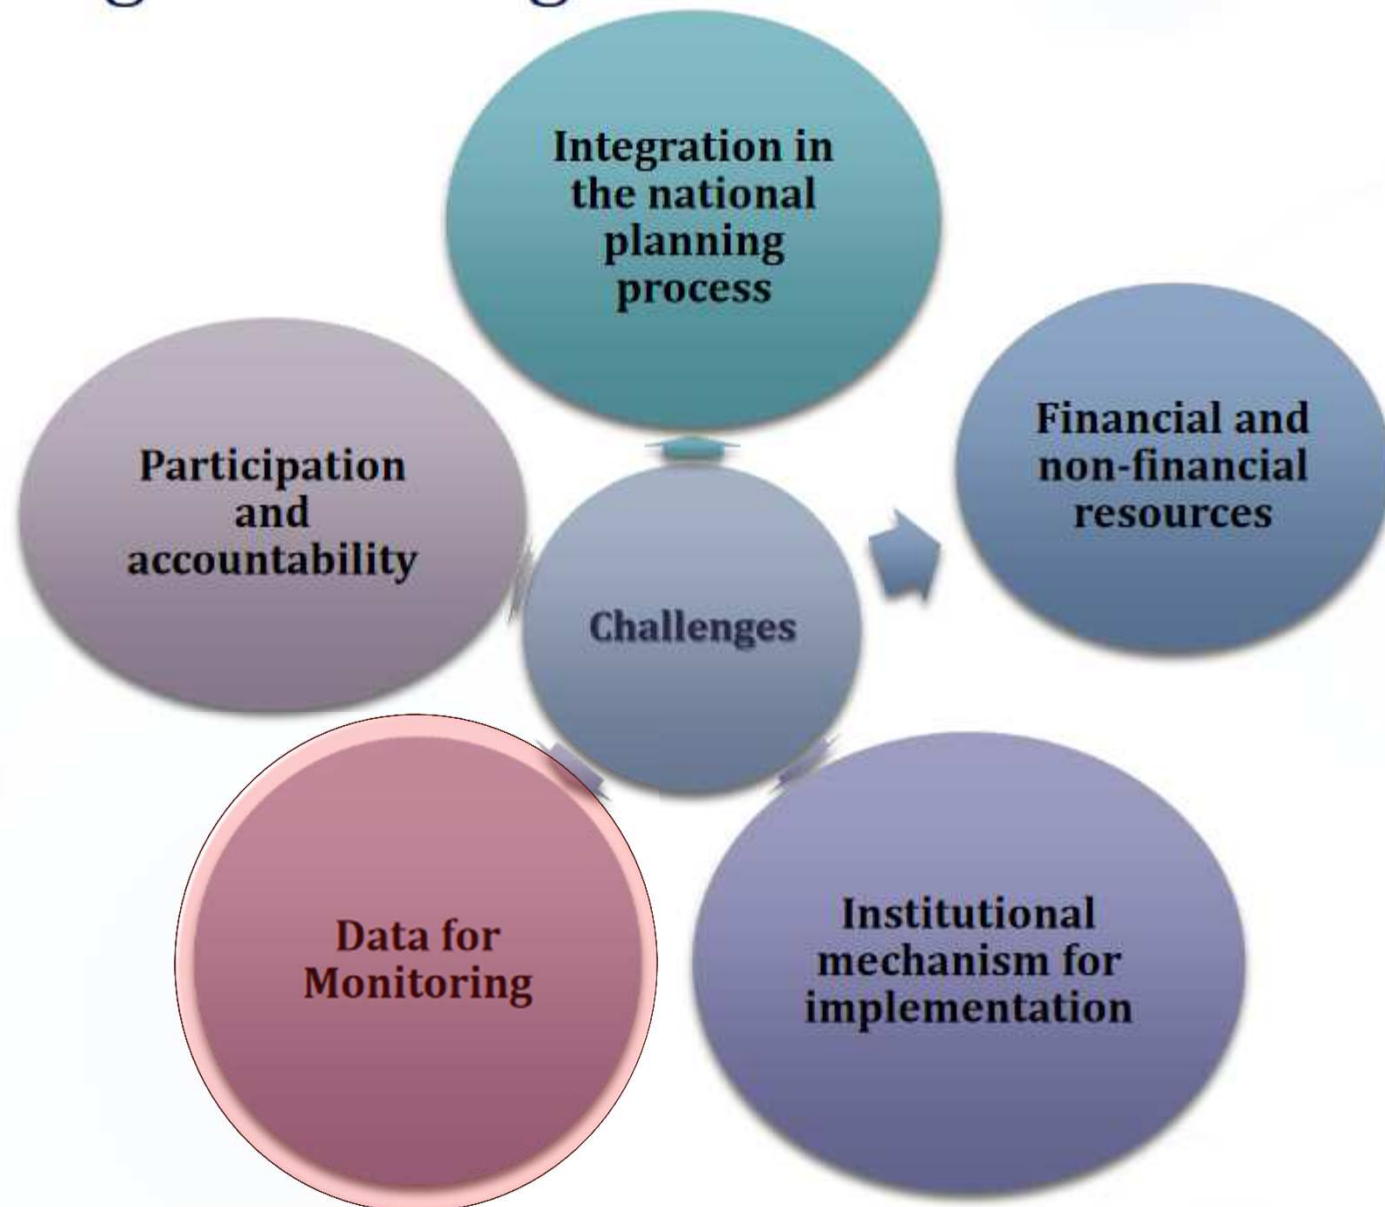 Integration in
the national
planning
process
Financial and
non-financial
resources
Participation
and
accountability
Challenges
Data for
Monitoring
Institutional
mechanism for
implementation